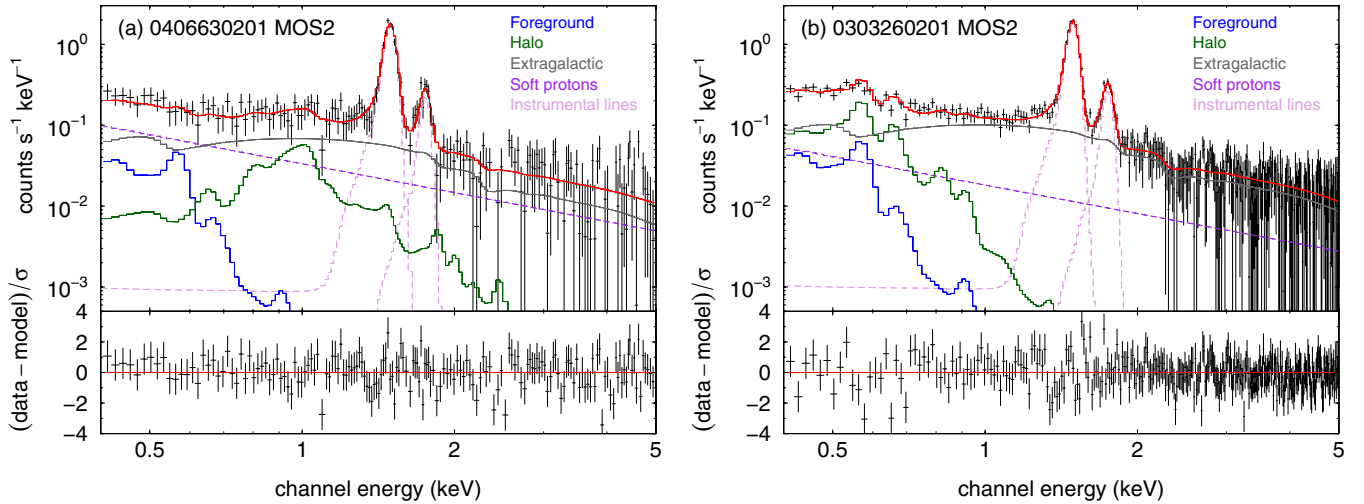 (a) 0406630201 MOS2
Foreground
Halo
Extragalactic
Soft protons
Instrumental lines
10⁰
10⁻¹
10⁻²
10⁻³
counts s⁻¹ keV⁻¹
4
2
0
−2
−4
((data − model)/σ
0.5
1
2
5
channel energy (keV)
(b) 0303260201 MOS2
Foreground
Halo
Extragalactic
Soft protons
Instrumental lines
10⁰
10⁻¹
10⁻²
10⁻³
counts s⁻¹ keV⁻¹
4
2
0
−2
−4
((data − model)/σ
0.5
1
2
5
channel energy (keV)